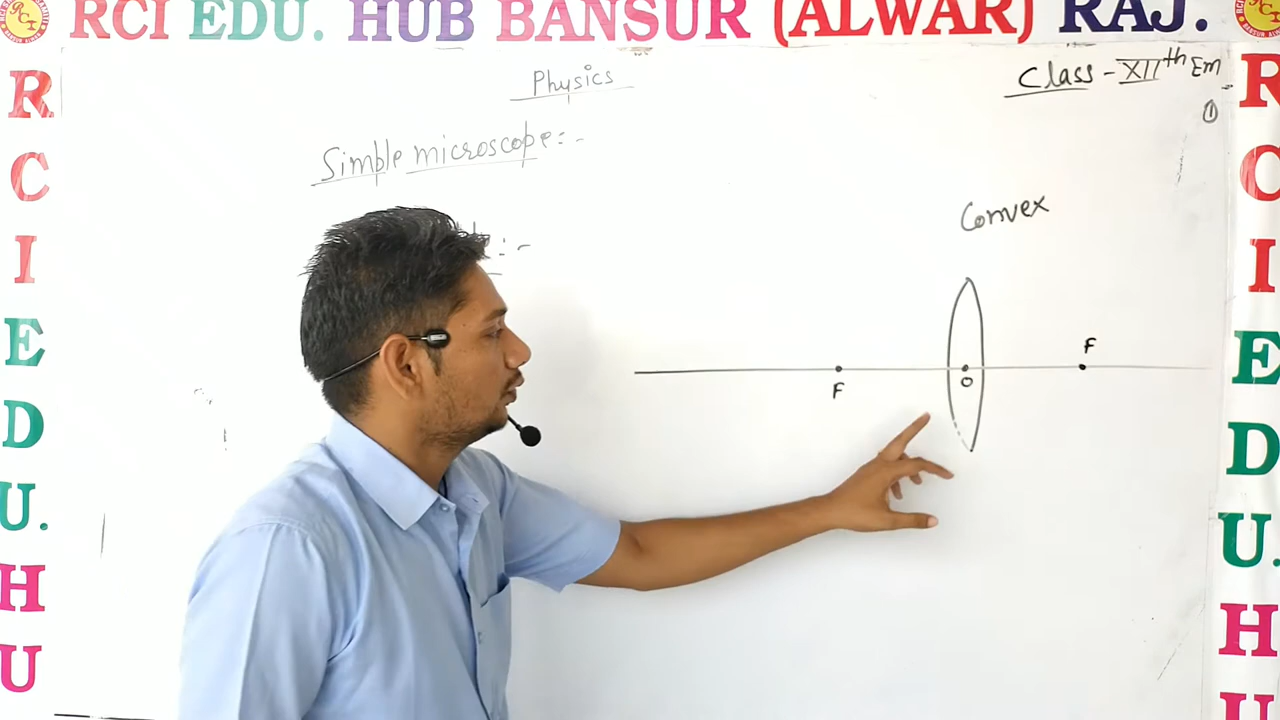 RCI EDU. HUB BANSUR (ALWAR) RAJ.
Physics
Class - XIIth Em
①
Simple microscope:-
Convex
:-
F
F
O
R
C
I
E
D
U.
H
U
R
C
I
E
D
U.
H
U